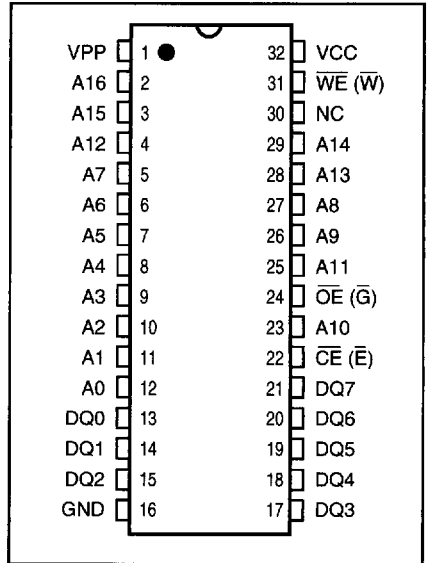 VPP 1 32 VCC
A16 2 31 W̅E̅ (W̅)
A15 3 30 NC
A12 4 29 A14
A7 5 28 A13
A6 6 27 A8
A5 7 26 A9
A4 8 25 A11
A3 9 24 O̅E̅ (G̅)
A2 10 23 A10
A1 11 22 C̅E̅ (E̅)
A0 12 21 DQ7
DQ0 13 20 DQ6
DQ1 14 19 DQ5
DQ2 15 18 DQ4
GND 16 17 DQ3